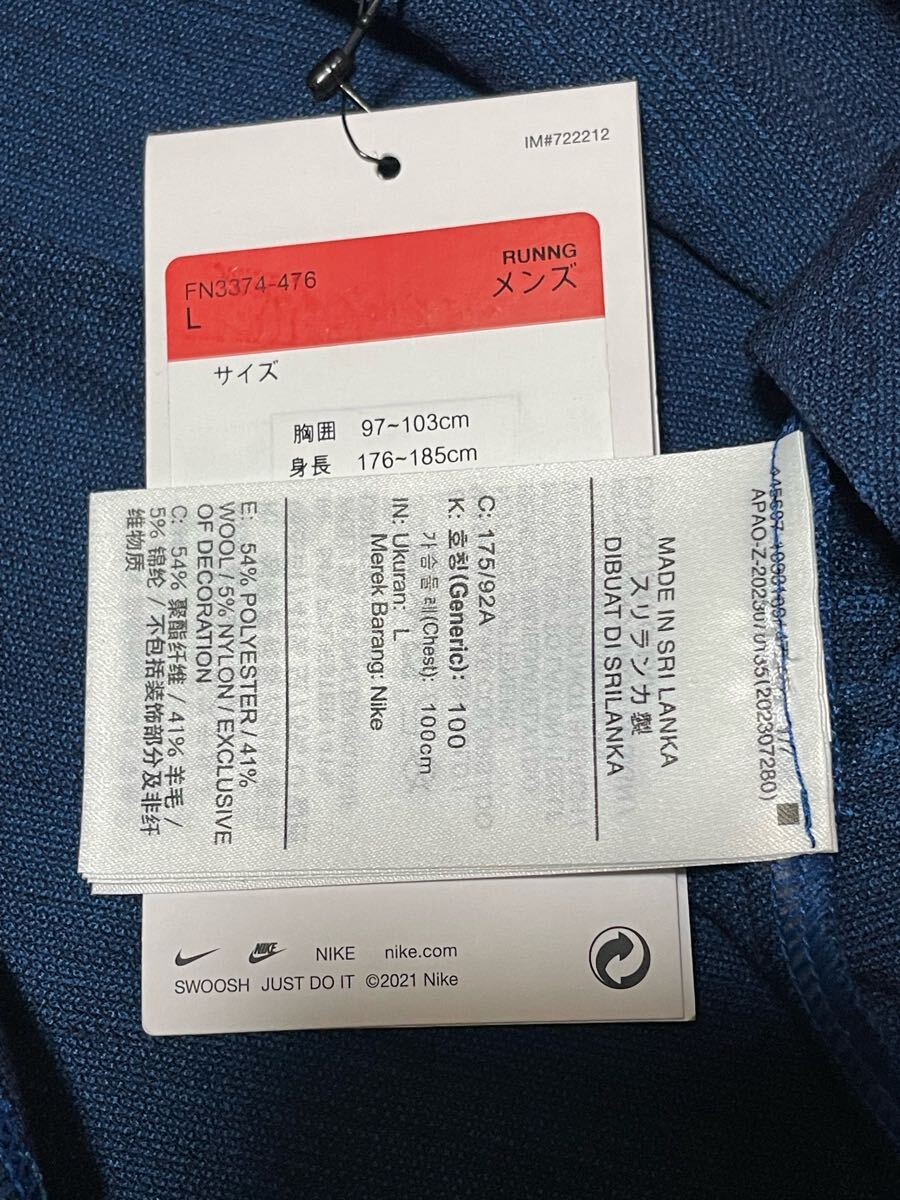 IM#722212
RUNNG
FN3374-476
メンズ
L
サイズ
胸囲 97~103cm
身長 176~185cm
APAO-Z-2023070135(20230728O)
MADE IN SRI LANKA
スリランカ製
DIBUAT DI SRILANKA
C: 175/92A
K: 호칭(Generic): 100
가슴둘레(Chest): 100cm
IN: Ukuran: L
Merek Barang: Nike
E: 54% POLYESTER / 41%
WOOL / 5% NYLON / EXCLUSIVE
OF DECORATION
C: 54% 聚酯纤维 / 41% 羊毛 /
5% 锦纶 / 不包括装饰部分及非纤
维物质
NIKE NIKE nike.com
SWOOSH JUST DO IT ©2021 Nike